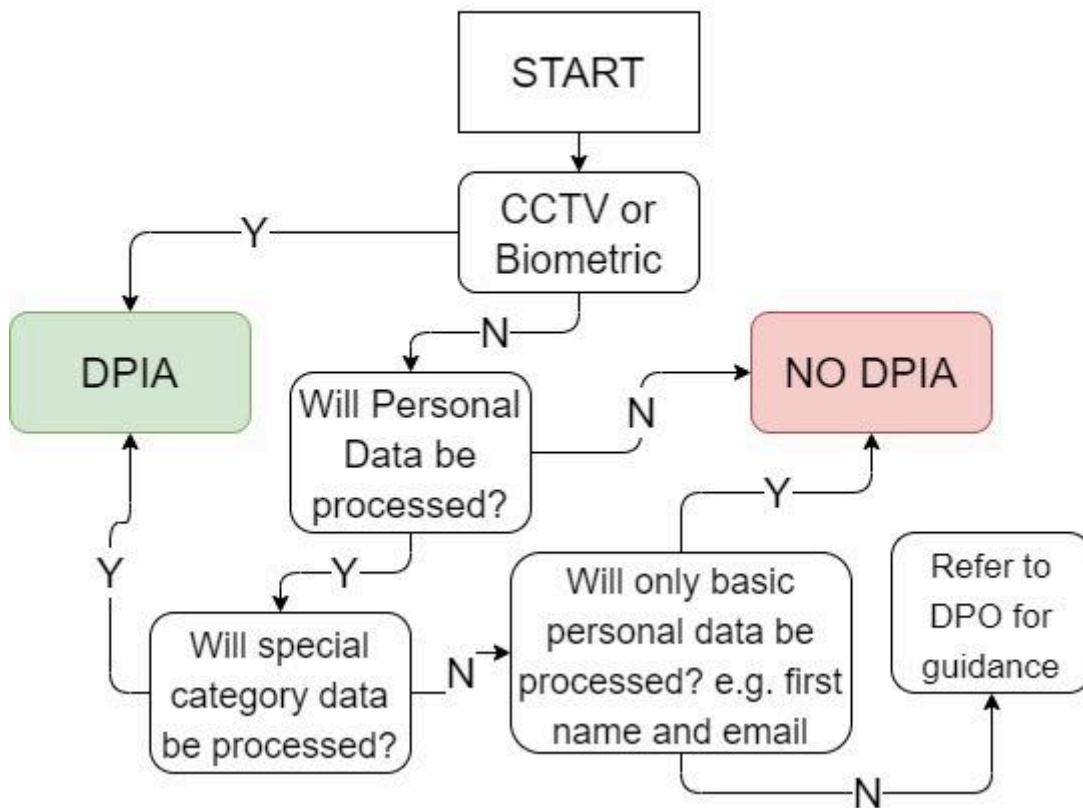 START
CCTV or
Biometric
Y
N
DPIA
NO DPIA
Will Personal
Data be
processed?
N
Y
Y
Y
Will special
category data
be processed?
N
Will only basic
personal data be
processed? e.g. first
name and email
Refer to
DPO for
guidance
N